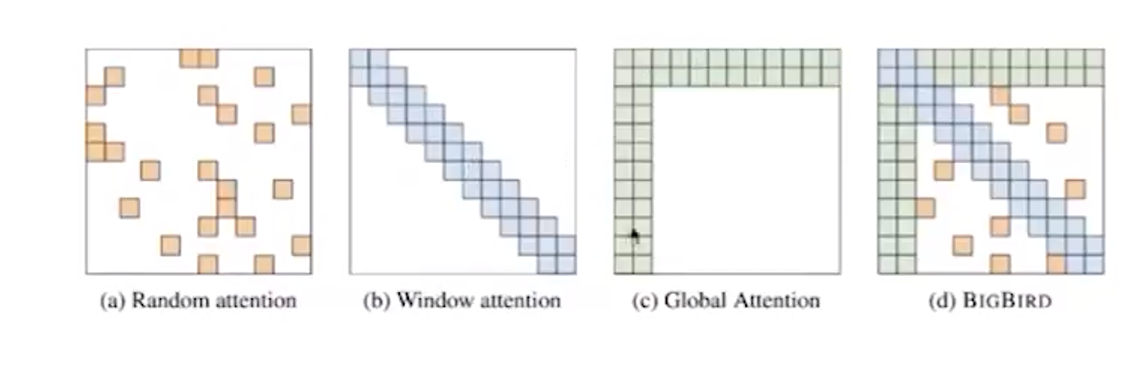 (a) Random attention
(b) Window attention
(c) Global Attention
(d) BIGBIRD